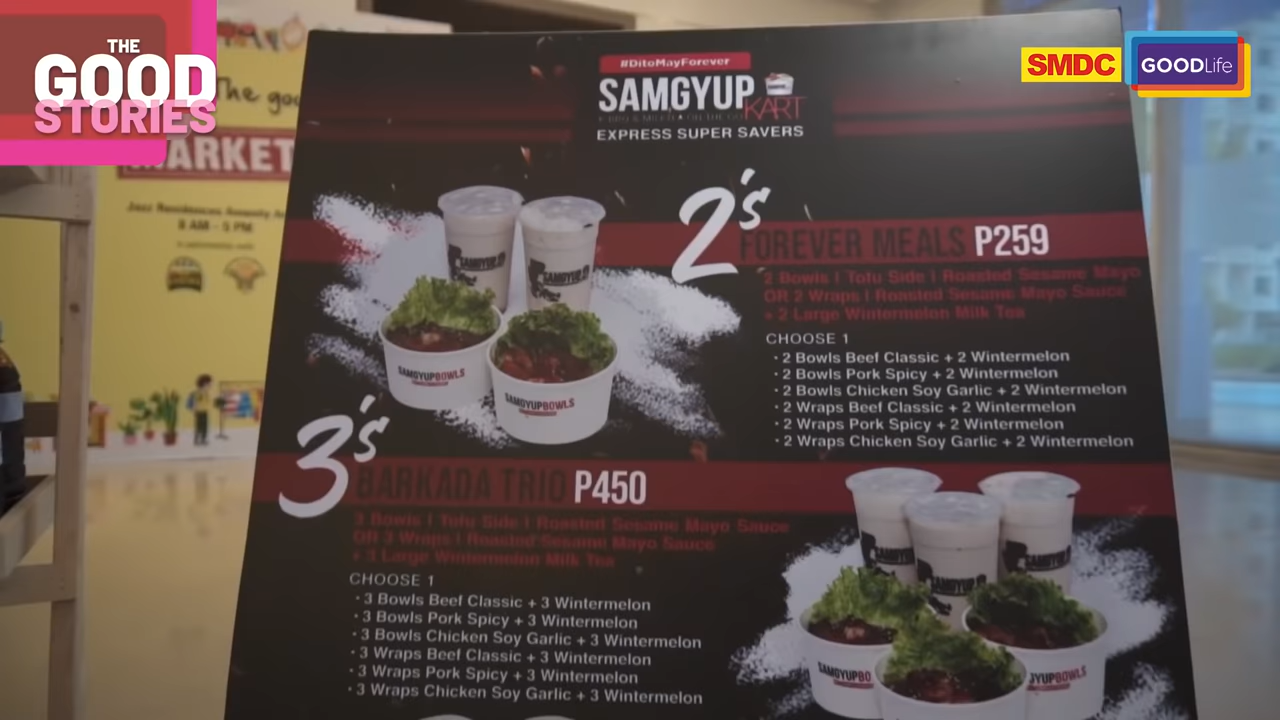 THE
GOOD
STORIES
SMDC
GOODLife
The goo
MARKET
8 AM - 5 PM
#DitoMayForever
SAMGYUP
KART
EXPRESS SUPER SAVERS
2's
FOREVER MEALS P259
2 Bowls | Tofu Side | Roasted Sesame Mayo
OR 2 Wraps | Roasted Sesame Mayo Sauce
+ 2 Large Wintermelon Milk Tea
CHOOSE 1
· 2 Bowls Beef Classic + 2 Wintermelon
· 2 Bowls Pork Spicy + 2 Wintermelon
· 2 Bowls Chicken Soy Garlic + 2 Wintermelon
· 2 Wraps Beef Classic + 2 Wintermelon
· 2 Wraps Pork Spicy + 2 Wintermelon
· 2 Wraps Chicken Soy Garlic + 2 Wintermelon
SAMGYUP
SAMGYUP
SAMGYUPBOWLS
SAMGYUPBOWLS
3's
BARKADA TRIO P450
3 Bowls | Tofu Side | Roasted Sesame Mayo Sauce
OR 3 Wraps | Roasted Sesame Mayo Sauce
+ 3 Large Wintermelon Milk Tea
CHOOSE 1
· 3 Bowls Beef Classic + 3 Wintermelon
· 3 Bowls Pork Spicy + 3 Wintermelon
· 3 Bowls Chicken Soy Garlic + 3 Wintermelon
· 3 Wraps Beef Classic + 3 Wintermelon
· 3 Wraps Pork Spicy + 3 Wintermelon
· 3 Wraps Chicken Soy Garlic + 3 Wintermelon
SAMGYUP
SAMGYUPBO
GYUPBOWLS